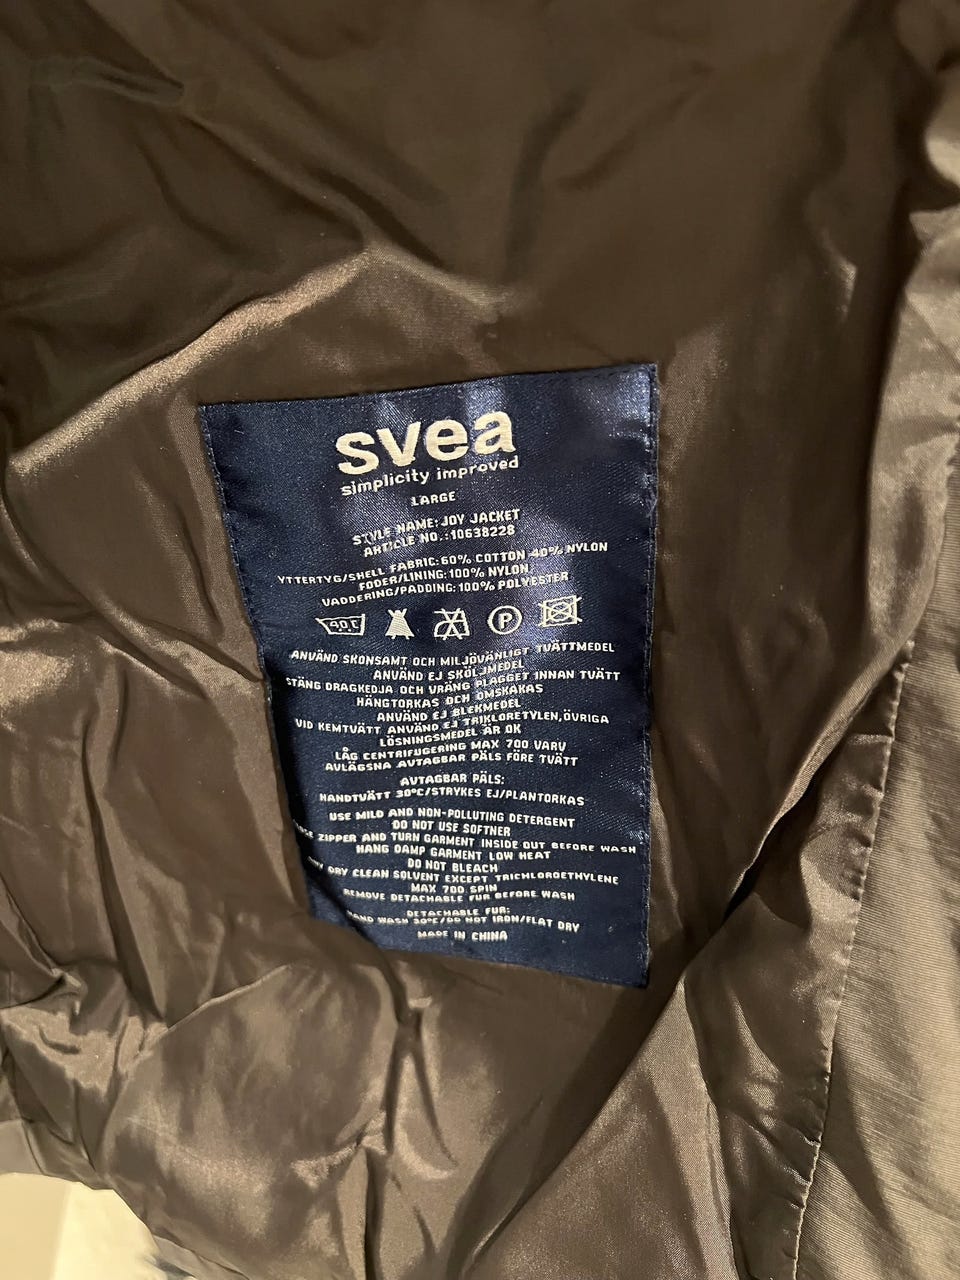 svea
simplicity improved
LARGE
STYLE NAME: JOY JACKET
ARTICLE NO.: 10638228
YTTERTYG/SHELL FABRIC: 60% COTTON 40% NYLON
FODER/LINING: 100% NYLON
VADDERING/PADDING: 100% POLYESTER
40°C P
ANVÄND SKONSAMT OCH MILJÖVÄNLIGT TVÄTTMEDEL
ANVÄND EJ SKÖLJMEDEL
STÄNG DRAGKEDJA OCH VRÄNG PLAGGET INNAN TVÄTT
HÄNGTORKAS OCH OMSKAKAS
ANVÄND EJ BLEKMEDEL
VID KEMTVÄTT ANVÄND EJ TRIKLORETYLEN, ÖVRIGA
LÖSNINGSMEDEL ÄR OK
LÅG CENTRIFUGERING MAX 700 VARV
AVLÄGSNA AVTAGBAR PÄLS FÖRE TVÄTT
AVTAGBAR PÄLS:
HANDTVÄTT 30°C/STRYKES EJ/PLANTORKAS
USE MILD AND NON-POLLUTING DETERGENT
DO NOT USE SOFTNER
ZIPPER AND TURN GARMENT INSIDE OUT BEFORE WASH
HANG DAMP GARMENT LOW HEAT
DO NOT BLEACH
DRY CLEAN SOLVENT EXCEPT TRICHLOROETHYLENE
MAX 700 SPIN
REMOVE DETACHABLE FUR BEFORE WASH
DETACHABLE FUR:
HAND WASH 30°C/DO NOT IRON/FLAT DRY
MADE IN CHINA